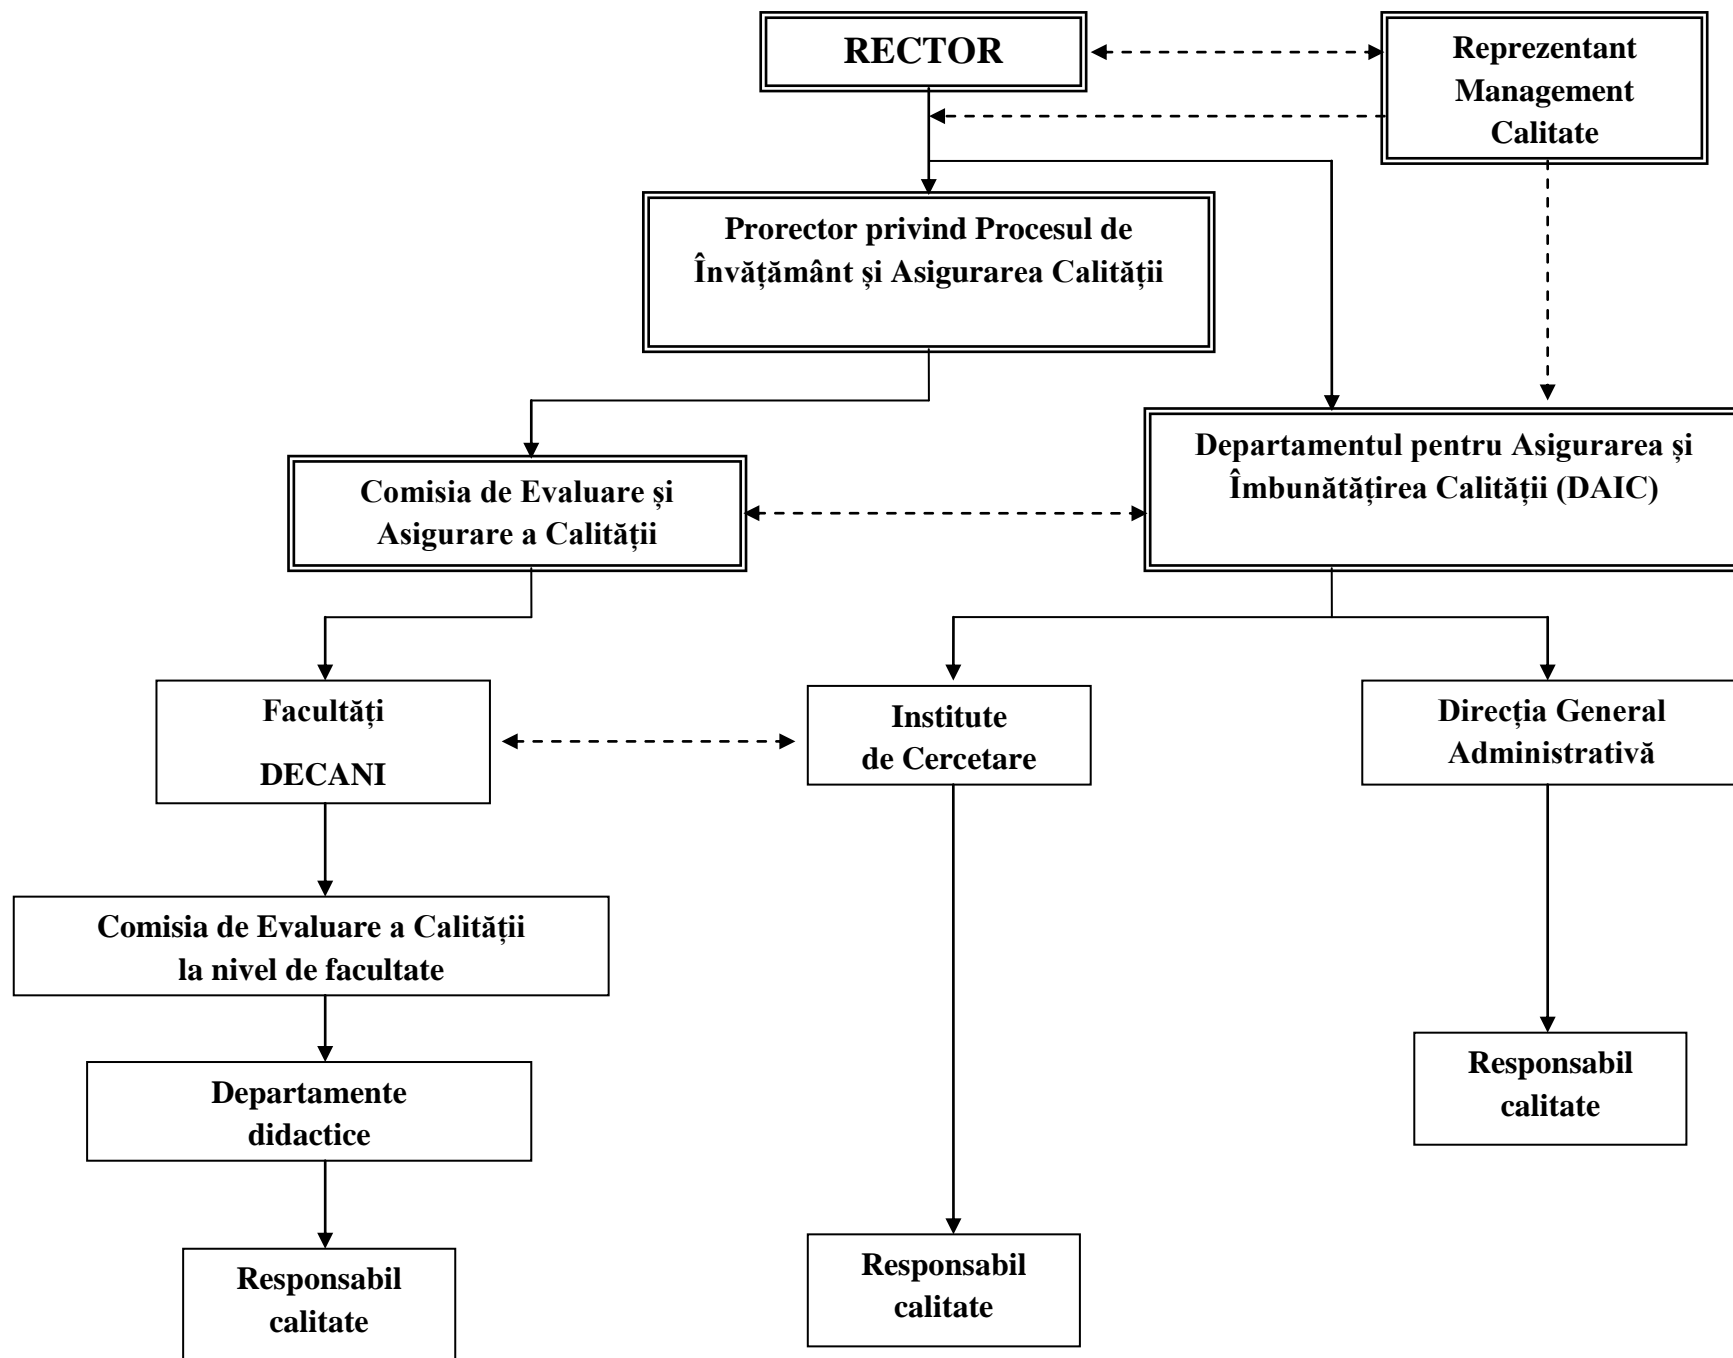 RECTOR
Reprezentant
Management
Calitate
Prorector privind Procesul de
Învățământ și Asigurarea Calității
Departamentul pentru Asigurarea și
Îmbunătățirea Calității (DAIC)
Comisia de Evaluare și
Asigurare a Calității
Facultăți
DECANI
Institute
de Cercetare
Direcția General
Administrativă
Comisia de Evaluare a Calității
la nivel de facultate
Departamente
didactice
Responsabil
calitate
Responsabil
calitate
Responsabil
calitate